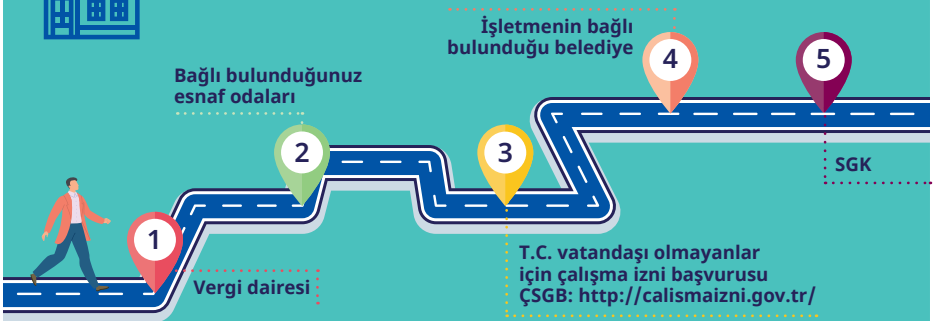 1
Vergi dairesi
2
Bağlı bulunduğunuz
esnaf odaları
3
T.C. vatandaşı olmayanlar
için çalışma izni başvurusu
ÇSGB: http://calismaizni.gov.tr/
4
İşletmenin bağlı
bulunduğu belediye
5
SGK